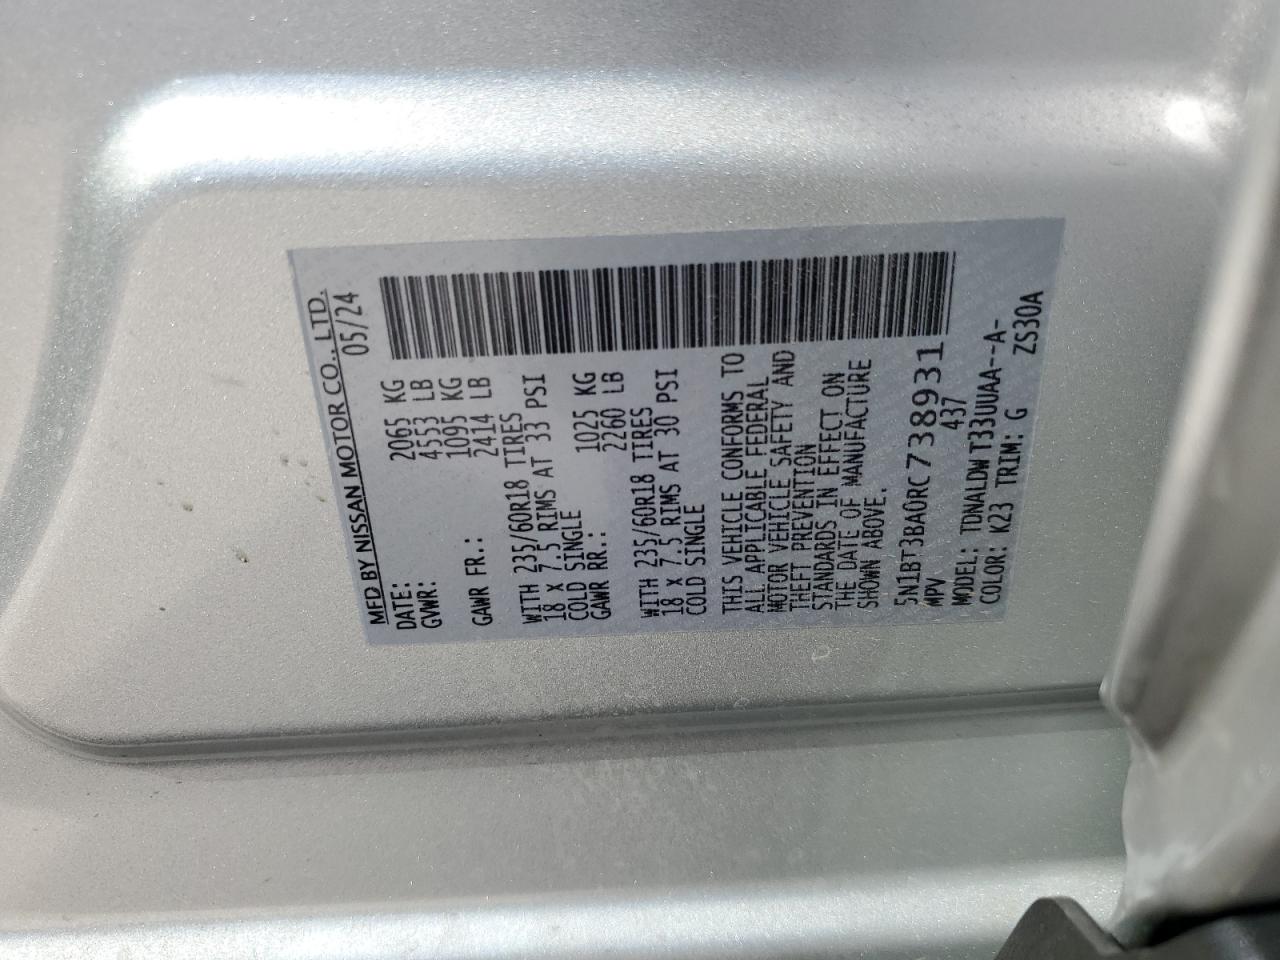 MFD BY NISSAN MOTOR CO., LTD.
DATE: 05/24
GVWR: 2065 KG
4553 LB
GAWR FR.: 1095 KG
2414 LB
WITH 235/60R18 TIRES
18 X 7.5 RIMS AT 33 PSI
COLD SINGLE
GAWR RR.: 1025 KG
2260 LB
WITH 235/60R18 TIRES
18 X 7.5 RIMS AT 30 PSI
COLD SINGLE
THIS VEHICLE CONFORMS TO
ALL APPLICABLE FEDERAL
MOTOR VEHICLE SAFETY AND
THEFT PREVENTION
STANDARDS IN EFFECT ON
THE DATE OF MANUFACTURE
SHOWN ABOVE.
5N1BT3BA0RC738931
MPV 437
MODEL: TDNALDWT33UUAA--A-
COLOR: K23 TRIM: G ZS30A